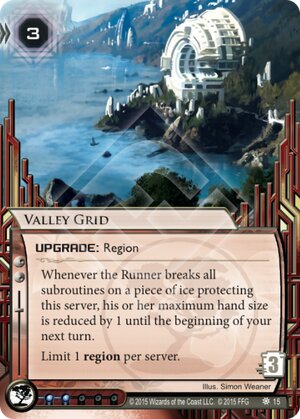 3
VALLEY GRID
UPGRADE: Region
Whenever the Runner breaks all
subroutines on a piece of ice protecting
this server, his or her maximum hand size
is reduced by 1 until the beginning of your
next turn.
Limit 1 region per server.
3
Illus. Simon Weaner
© 2015 Wizards of the Coast LLC. © 2015 FFG
15